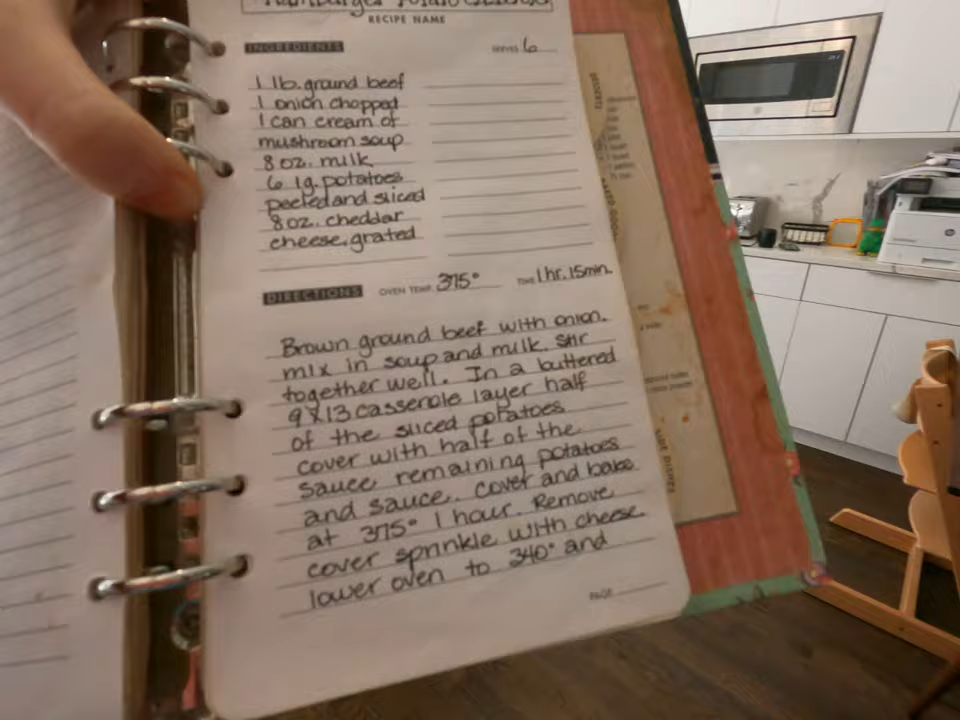 Hamburger Potato
RECIPE NAME
INGREDIENTS
SERVES 6
1 lb. ground beef
1 onion chopped
1 can cream of
mushroom soup
8 oz. milk
6 lg. potatoes
peeled and sliced
8 oz. cheddar
cheese, grated
DIRECTIONS OVEN TEMP. 375° TIME 1 hr. 15 min.
Brown ground beef with onion.
mix in soup and milk. Stir
together well. In a buttered
9 x 13 casserole layer half
of the sliced potatoes
cover with half of the
sauce remaining potatoes
and sauce. Cover and bake
at 375° 1 hour. Remove
cover sprinkle with cheese.
lower oven to 340° and
PAGE
SIDE DISHES